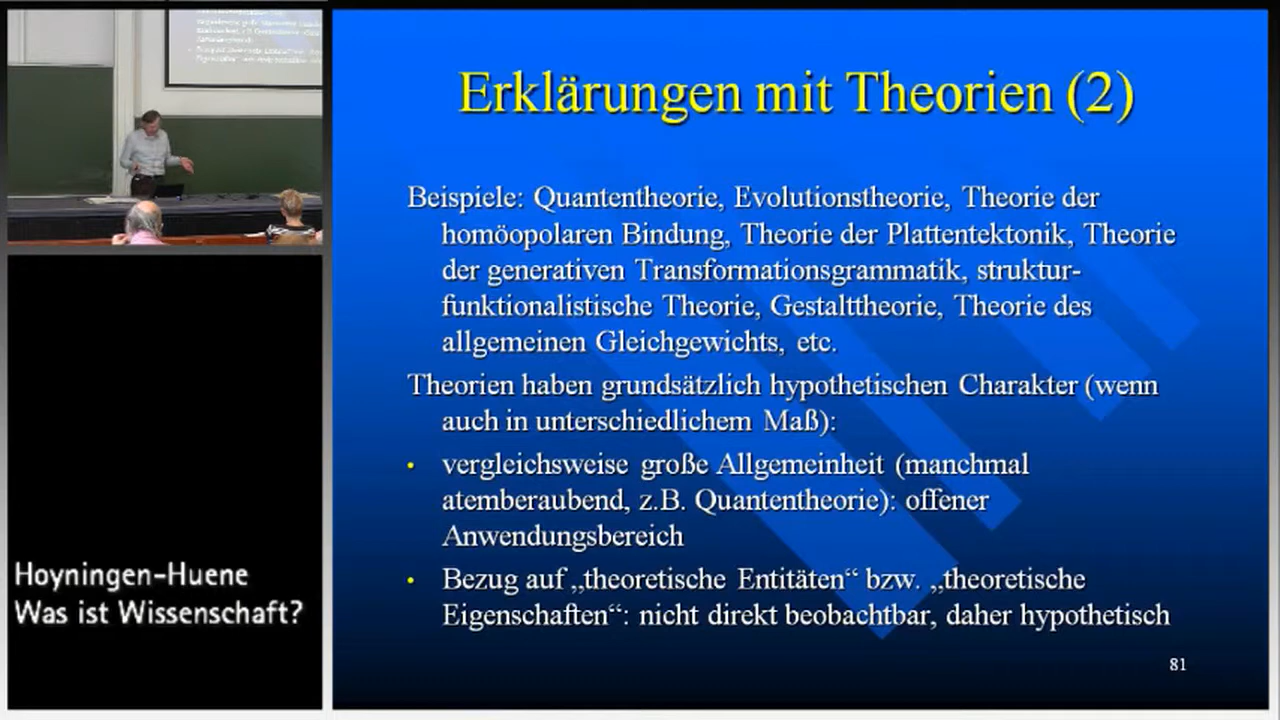 Erklärungen mit Theorien (2)
Beispiele: Quantentheorie, Evolutionstheorie, Theorie der
homöopolaren Bindung, Theorie der Plattentektonik, Theorie
der generativen Transformationsgrammatik, struktur-
funktionalistische Theorie, Gestalttheorie, Theorie des
allgemeinen Gleichgewichts, etc.
Theorien haben grundsätzlich hypothetischen Charakter (wenn
auch in unterschiedlichem Maß):
• vergleichsweise große Allgemeinheit (manchmal
atemberaubend, z.B. Quantentheorie): offener
Anwendungsbereich
• Bezug auf „theoretische Entitäten“ bzw. „theoretische
Eigenschaften“: nicht direkt beobachtbar, daher hypothetisch
81
Hoyningen-Huene
Was ist Wissenschaft?